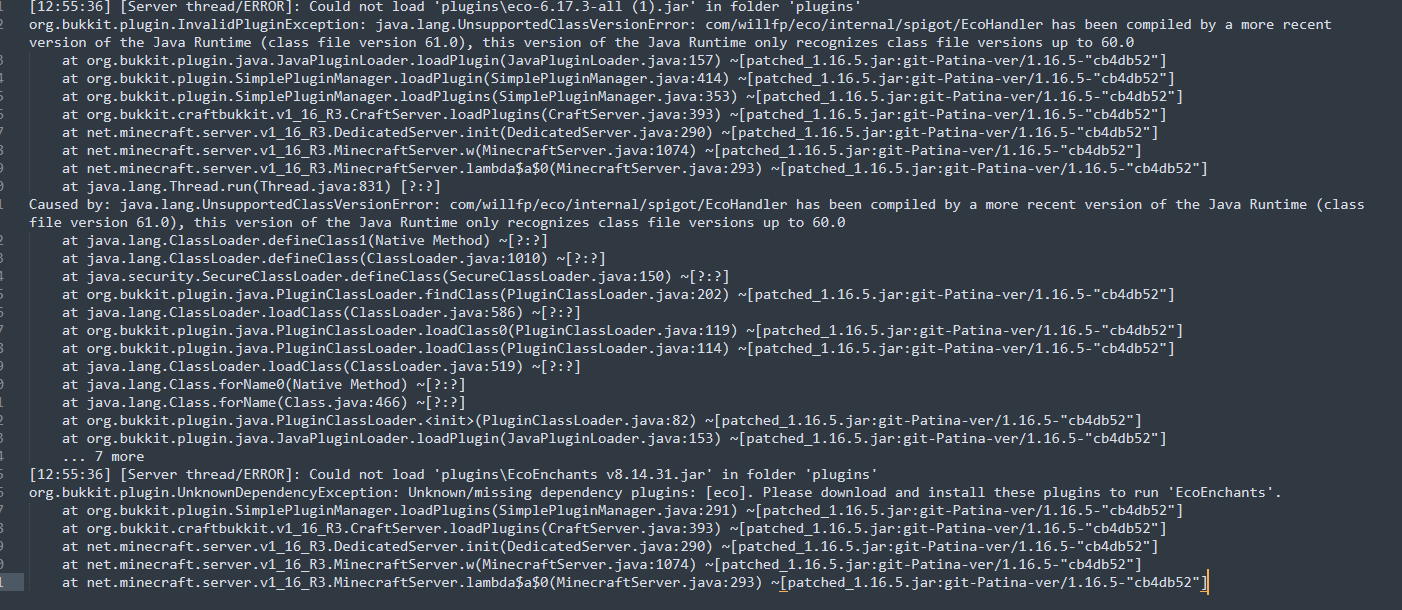 [12:55:36] [Server thread/ERROR]: Could not load 'plugins\eco-6.17.3-all (1).jar' in folder 'plugins'
org.bukkit.plugin.InvalidPluginException: java.lang.UnsupportedClassVersionError: com/willfp/eco/internal/spigot/EcoHandler has been compiled by a more recent
version of the Java Runtime (class file version 61.0), this version of the Java Runtime only recognizes class file versions up to 60.0
at org.bukkit.plugin.java.JavaPluginLoader.loadPlugin(JavaPluginLoader.java:157) ~[patched_1.16.5.jar:git-Patina-ver/1.16.5-"cb4db52"]
at org.bukkit.plugin.SimplePluginManager.loadPlugin(SimplePluginManager.java:414) ~[patched_1.16.5.jar:git-Patina-ver/1.16.5-"cb4db52"]
at org.bukkit.plugin.SimplePluginManager.loadPlugins(SimplePluginManager.java:353) ~[patched_1.16.5.jar:git-Patina-ver/1.16.5-"cb4db52"]
at org.bukkit.craftbukkit.v1_16_R3.CraftServer.loadPlugins(CraftServer.java:393) ~[patched_1.16.5.jar:git-Patina-ver/1.16.5-"cb4db52"]
at net.minecraft.server.v1_16_R3.DedicatedServer.init(DedicatedServer.java:290) ~[patched_1.16.5.jar:git-Patina-ver/1.16.5-"cb4db52"]
at net.minecraft.server.v1_16_R3.MinecraftServer.w(MinecraftServer.java:1074) ~[patched_1.16.5.jar:git-Patina-ver/1.16.5-"cb4db52"]
at net.minecraft.server.v1_16_R3.MinecraftServer.lambda$a$0(MinecraftServer.java:293) ~[patched_1.16.5.jar:git-Patina-ver/1.16.5-"cb4db52"]
at java.lang.Thread.run(Thread.java:831) [?:?]
Caused by: java.lang.UnsupportedClassVersionError: com/willfp/eco/internal/spigot/EcoHandler has been compiled by a more recent version of the Java Runtime (class
file version 61.0), this version of the Java Runtime only recognizes class file versions up to 60.0
at java.lang.ClassLoader.defineClass1(Native Method) ~[?:?]
at java.lang.ClassLoader.defineClass(ClassLoader.java:1010) ~[?:?]
at java.security.SecureClassLoader.defineClass(SecureClassLoader.java:150) ~[?:?]
at org.bukkit.plugin.java.PluginClassLoader.findClass(PluginClassLoader.java:202) ~[patched_1.16.5.jar:git-Patina-ver/1.16.5-"cb4db52"]
at java.lang.ClassLoader.loadClass(ClassLoader.java:586) ~[?:?]
at org.bukkit.plugin.java.PluginClassLoader.loadClass0(PluginClassLoader.java:119) ~[patched_1.16.5.jar:git-Patina-ver/1.16.5-"cb4db52"]
at org.bukkit.plugin.java.PluginClassLoader.loadClass(PluginClassLoader.java:114) ~[patched_1.16.5.jar:git-Patina-ver/1.16.5-"cb4db52"]
at java.lang.ClassLoader.loadClass(ClassLoader.java:519) ~[?:?]
at java.lang.Class.forName0(Native Method) ~[?:?]
at java.lang.Class.forName(Class.java:466) ~[?:?]
at org.bukkit.plugin.java.PluginClassLoader.<init>(PluginClassLoader.java:82) ~[patched_1.16.5.jar:git-Patina-ver/1.16.5-"cb4db52"]
at org.bukkit.plugin.java.JavaPluginLoader.loadPlugin(JavaPluginLoader.java:153) ~[patched_1.16.5.jar:git-Patina-ver/1.16.5-"cb4db52"]
... 7 more
[12:55:36] [Server thread/ERROR]: Could not load 'plugins\EcoEnchants v8.14.31.jar' in folder 'plugins'
org.bukkit.plugin.UnknownDependencyException: Unknown/missing dependency plugins: [eco]. Please download and install these plugins to run 'EcoEnchants'.
at org.bukkit.plugin.SimplePluginManager.loadPlugins(SimplePluginManager.java:291) ~[patched_1.16.5.jar:git-Patina-ver/1.16.5-"cb4db52"]
at org.bukkit.craftbukkit.v1_16_R3.CraftServer.loadPlugins(CraftServer.java:393) ~[patched_1.16.5.jar:git-Patina-ver/1.16.5-"cb4db52"]
at net.minecraft.server.v1_16_R3.DedicatedServer.init(DedicatedServer.java:290) ~[patched_1.16.5.jar:git-Patina-ver/1.16.5-"cb4db52"]
at net.minecraft.server.v1_16_R3.MinecraftServer.w(MinecraftServer.java:1074) ~[patched_1.16.5.jar:git-Patina-ver/1.16.5-"cb4db52"]
at net.minecraft.server.v1_16_R3.MinecraftServer.lambda$a$0(MinecraftServer.java:293) ~[patched_1.16.5.jar:git-Patina-ver/1.16.5-"cb4db52"]